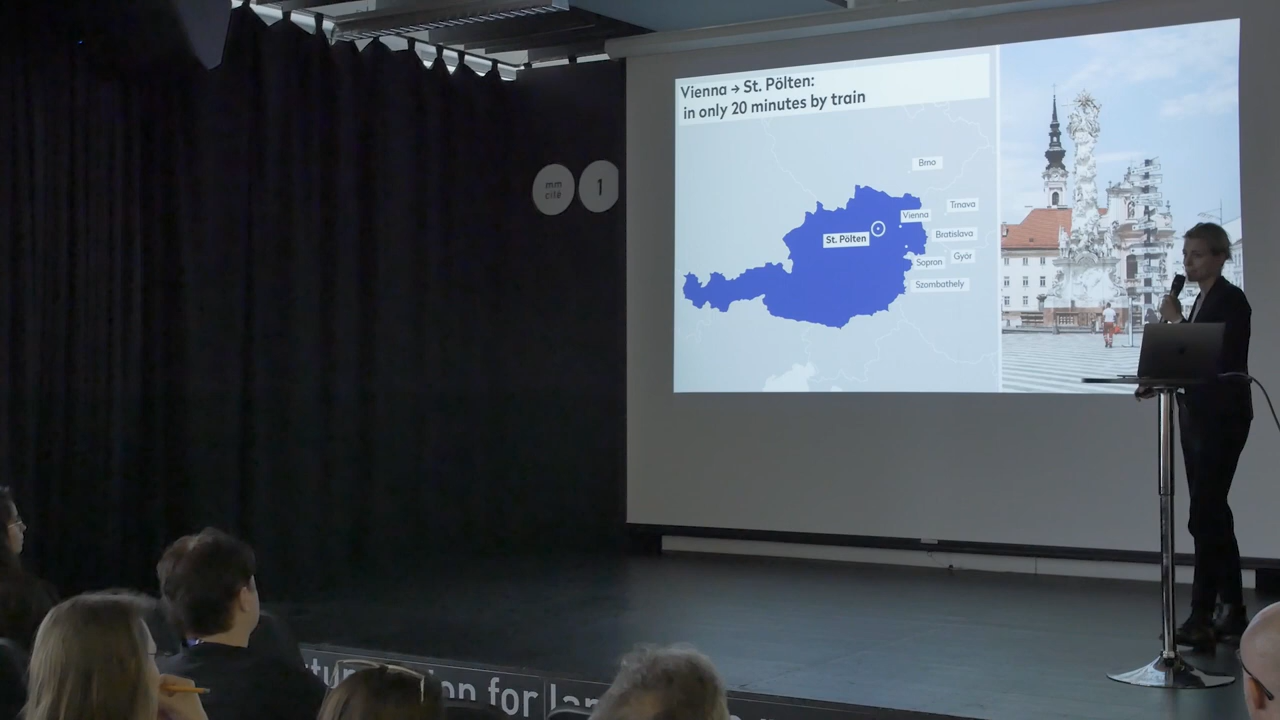 Vienna → St. Pölten:
in only 20 minutes by train
mm
cité
1
Brno
Trnava
Vienna
St. Pölten
Bratislava
Sopron
Győr
Szombathely
for